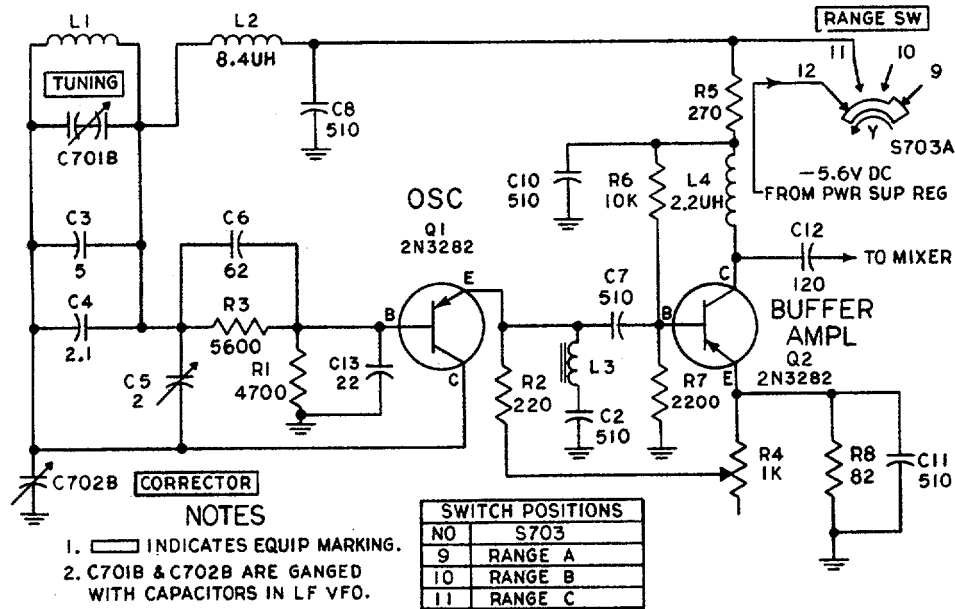 L1
L2
8.4UH
RANGE SW
11
10
9
12
TUNING
C701B
C8
510
R5
270
Y
S703A
-5.6V DC
FROM PWR SUP REG
C10
510
R6
10K
L4
2.2UH
OSC
Q1
2N3282
C3
5
C6
62
C12
120
TO MIXER
C4
2.1
R3
5600
B
E
C
C7
510
B
C
E
BUFFER
AMPL
Q2
2N3282
C5
2
R1
4700
C13
22
R2
220
L3
C2
510
R7
2200
R4
1K
R8
82
C11
510
C702B
CORRECTOR
NOTES
1. INDICATES EQUIP MARKING.
2. C701B & C702B ARE GANGED
WITH CAPACITORS IN LF VFO.
SWITCH POSITIONS
NO S703
9 RANGE A
10 RANGE B
11 RANGE C